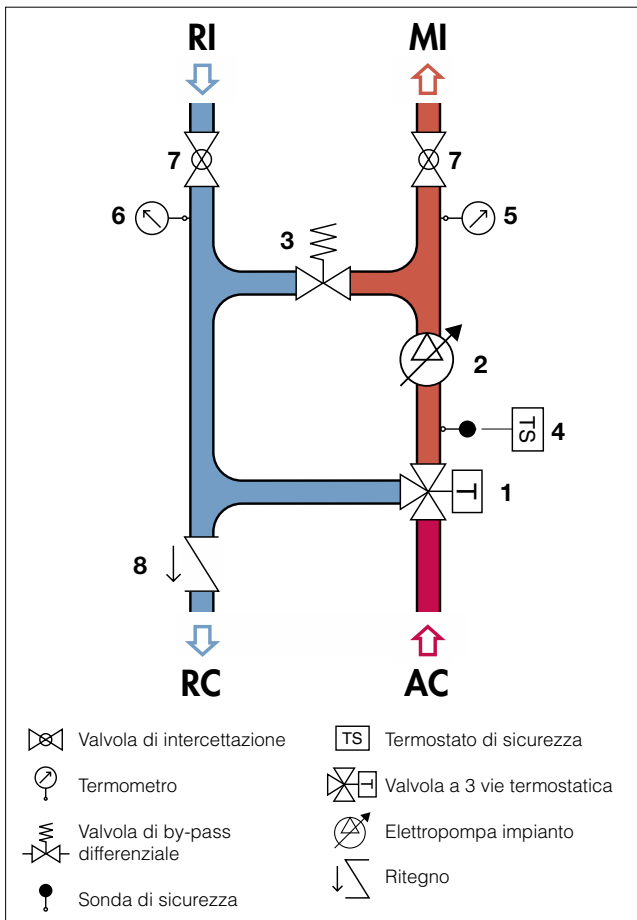 RI MI
7 7
6 5
3
2
TS 4
T 1
8
RC AC
Valvola di intercettazione
Termometro
Valvola di by-pass
differenziale
Sonda di sicurezza
TS Termostato di sicurezza
T Valvola a 3 vie termostatica
Elettropompa impianto
Ritegno